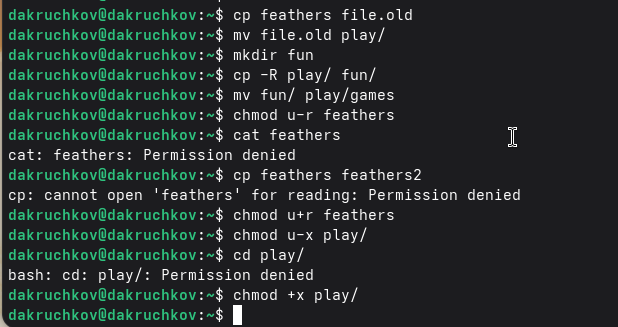 dakruchkov@dakruchkov:~$ cp feathers file.old
dakruchkov@dakruchkov:~$ mv file.old play/
dakruchkov@dakruchkov:~$ mkdir fun
dakruchkov@dakruchkov:~$ cp -R play/ fun/
dakruchkov@dakruchkov:~$ mv fun/ play/games
dakruchkov@dakruchkov:~$ chmod u-r feathers
dakruchkov@dakruchkov:~$ cat feathers
cat: feathers: Permission denied
dakruchkov@dakruchkov:~$ cp feathers feathers2
cp: cannot open 'feathers' for reading: Permission denied
dakruchkov@dakruchkov:~$ chmod u+r feathers
dakruchkov@dakruchkov:~$ chmod u-x play/
dakruchkov@dakruchkov:~$ cd play/
bash: cd: play/: Permission denied
dakruchkov@dakruchkov:~$ chmod +x play/
dakruchkov@dakruchkov:~$